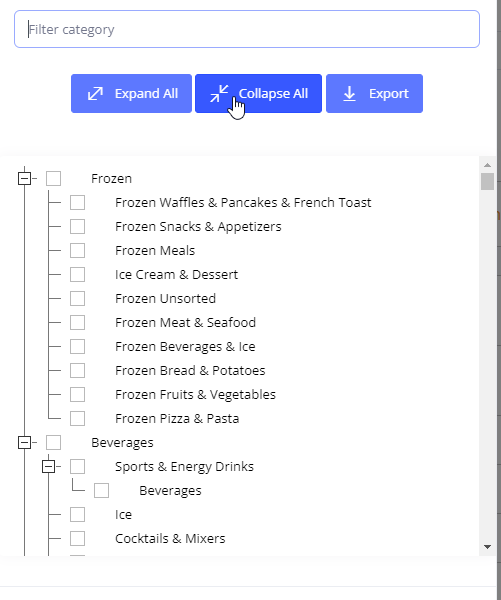 Filter category
Expand All
Collapse All
Export
Frozen
Frozen Waffles & Pancakes & French Toast
Frozen Snacks & Appetizers
Frozen Meals
Ice Cream & Dessert
Frozen Unsorted
Frozen Meat & Seafood
Frozen Beverages & Ice
Frozen Bread & Potatoes
Frozen Fruits & Vegetables
Frozen Pizza & Pasta
Beverages
Sports & Energy Drinks
Beverages
Ice
Cocktails & Mixers